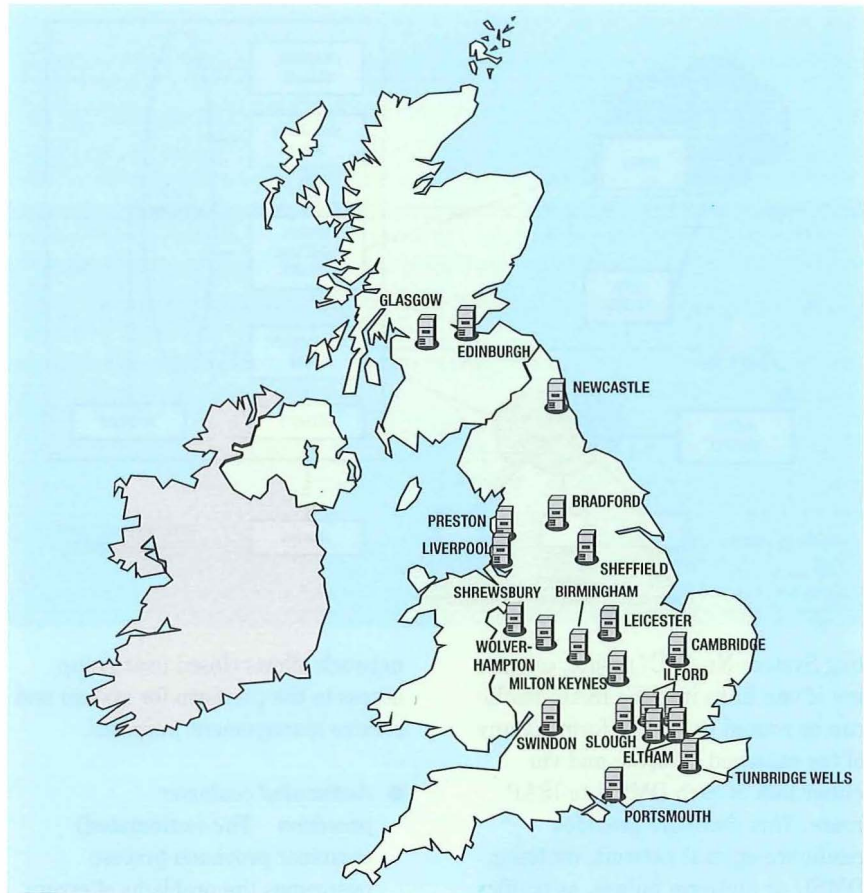 GLASGOW
EDINBURGH
NEWCASTLE
BRADFORD
PRESTON
LIVERPOOL
SHEFFIELD
SHREWSBURY
BIRMINGHAM
LEICESTER
WOLVER-
HAMPTON
CAMBRIDGE
ILFORD
MILTON KEYNES
SWINDON
SLOUGH
ELTHAM
TUNBRIDGE WELLS
PORTSMOUTH